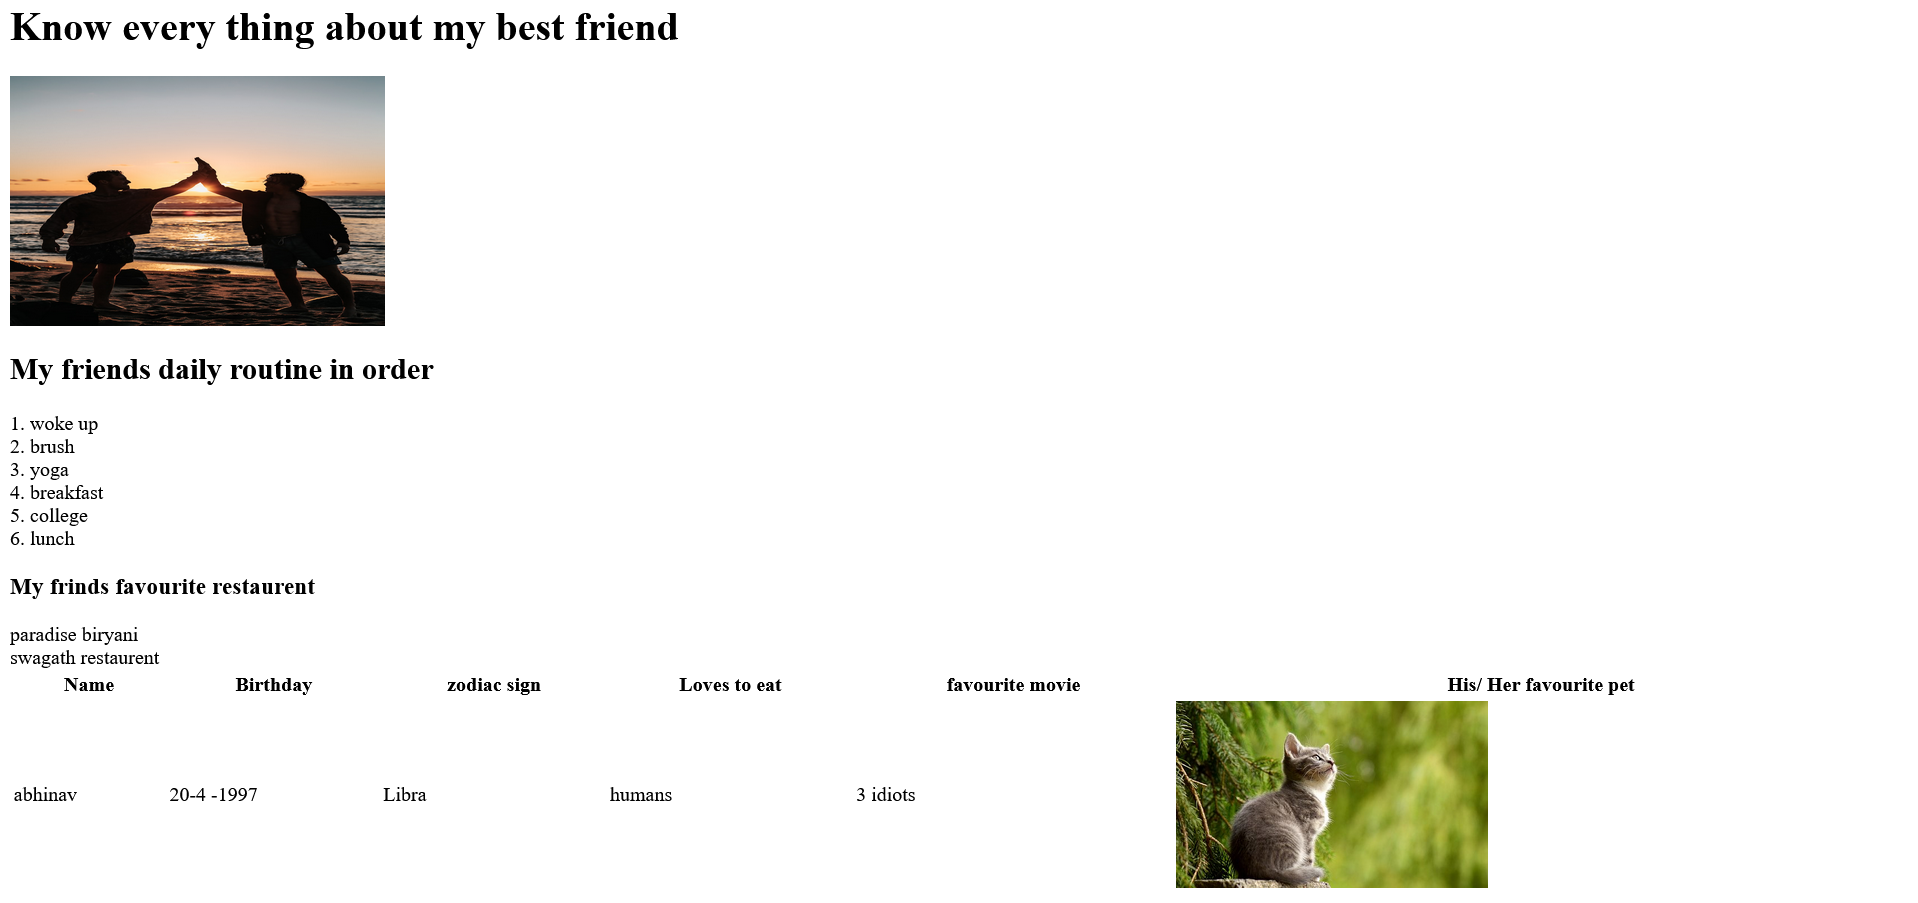 Know every thing about my best friend
My friends daily routine in order
1. woke up
2. brush
3. yoga
4. breakfast
5. college
6. lunch
My frinds favourite restaurent
paradise biryani
swagath restaurent
Name Birthday zodiac sign Loves to eat favourite movie His/ Her favourite pet
abhinav 20-4 -1997 Libra humans 3 idiots